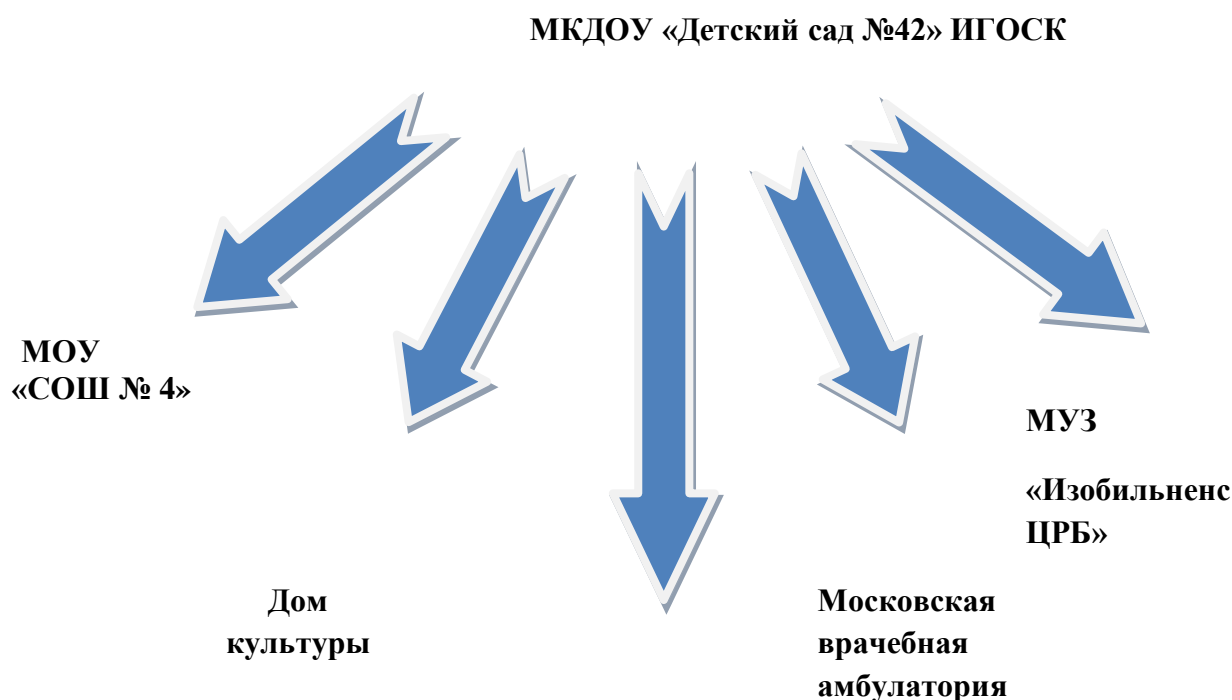 МКДОУ «Детский сад №42» ИГОСК
МОУ
«СОШ № 4»
МУЗ
«Изобильненс
ЦРБ»
Дом
культуры
Московская
врачебная
амбулатория